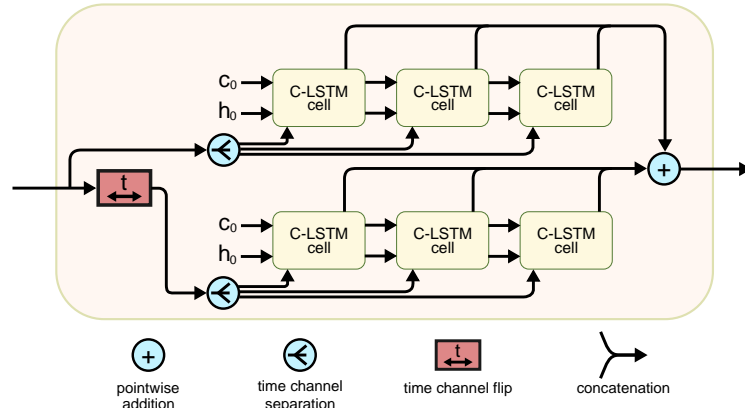 c₀
h₀
C-LSTM
cell
C-LSTM
cell
C-LSTM
cell
t
+
c₀
h₀
C-LSTM
cell
C-LSTM
cell
C-LSTM
cell
+
pointwise
addition
time channel
separation
t
time channel flip
concatenation